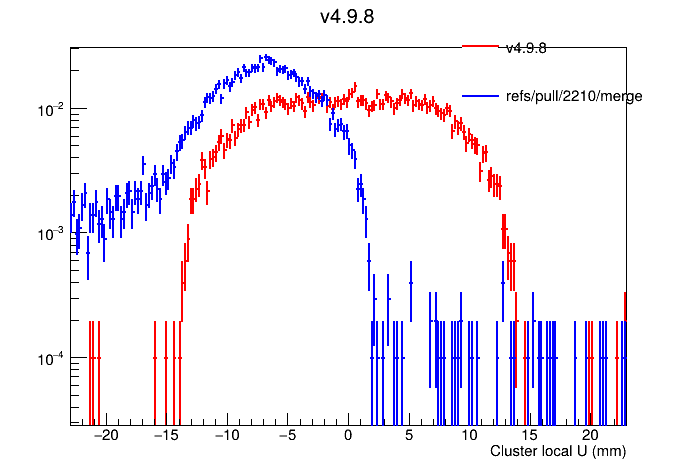 v4.9.8
v4.9.8
refs/pull/2210/merge
10⁻²
10⁻³
10⁻⁴
−20 −15 −10 −5 0 5 10 15 20
Cluster local U (mm)